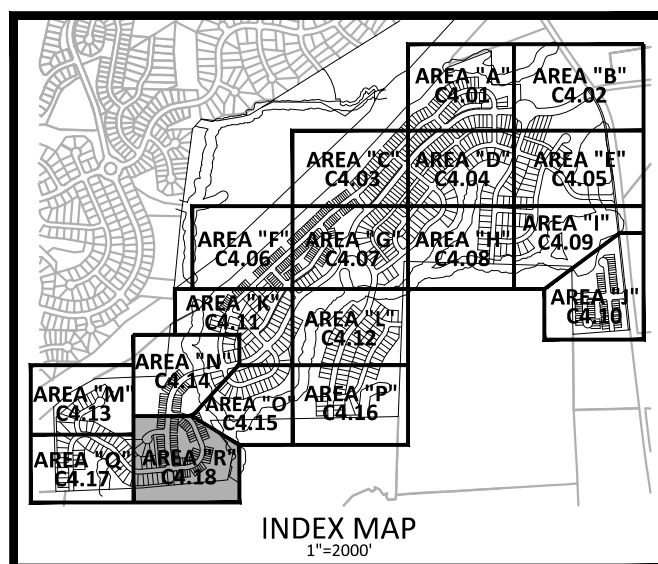 AREA "A"
C4.01
AREA "B"
C4.02
AREA "C"
C4.03
AREA "D"
C4.04
AREA "E"
C4.05
AREA "F"
C4.06
AREA "G"
C4.07
AREA "H"
C4.08
AREA "I"
C4.09
AREA "J"
C4.10
AREA "K"
C4.11
AREA "L"
C4.12
AREA "M"
C4.13
AREA "N"
C4.14
AREA "O"
C4.15
AREA "P"
C4.16
AREA "Q"
C4.17
AREA "R"
C4.18
INDEX MAP
1"=2000'